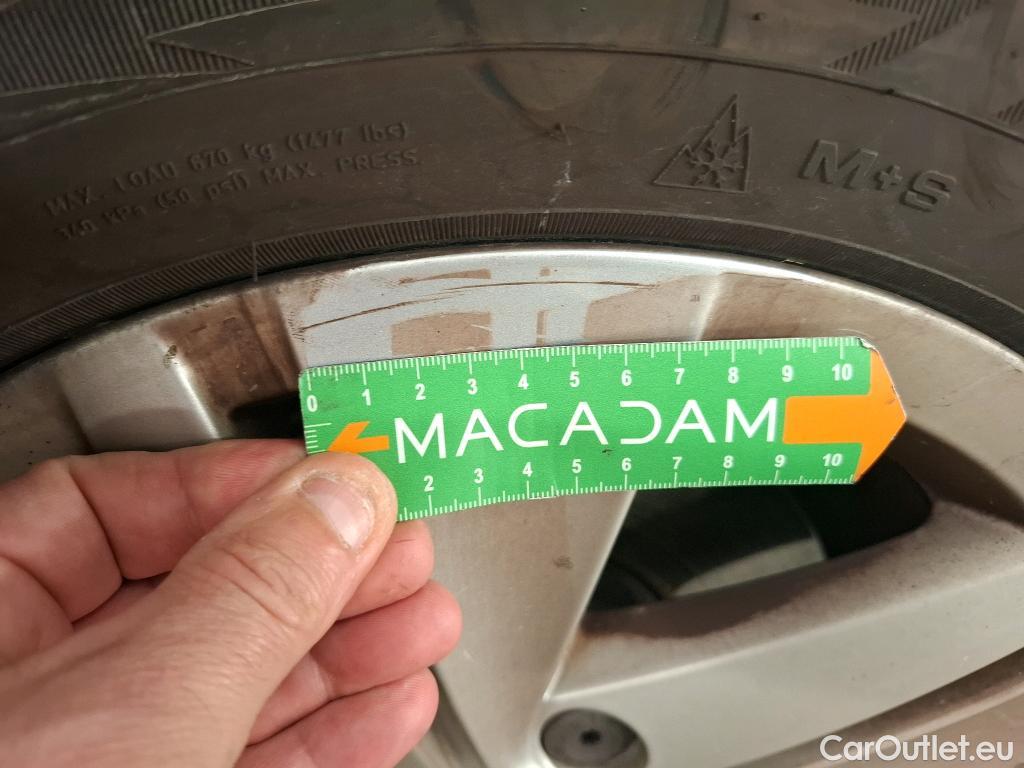 MAX. LOAD 670 kg (1477 lbs)
340 kPa (50 psi) MAX. PRESS.
M+S
0 1 2 3 4 5 6 7 8 9 10
MACADAM
2 3 4 5 6 7 8 9 10
CarOutlet.eu